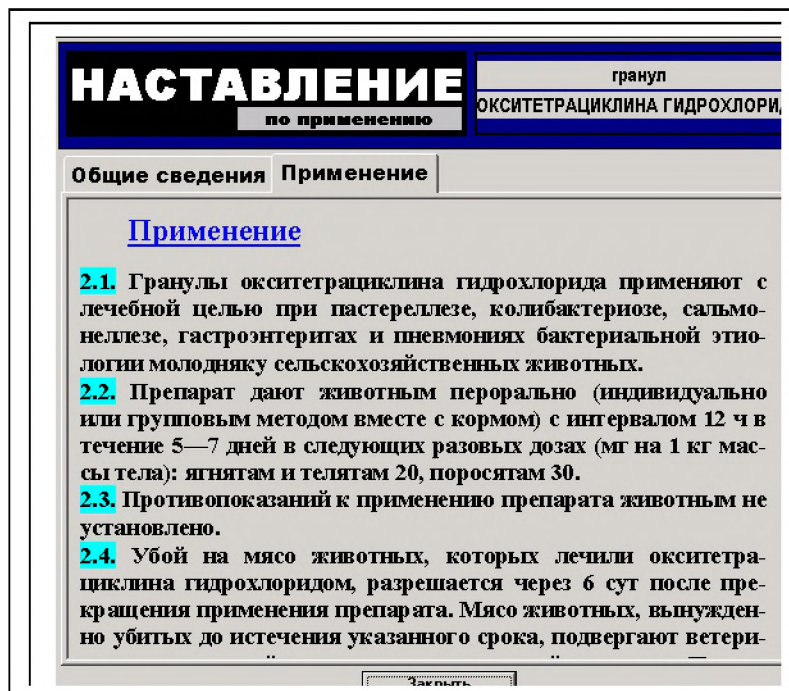 НАСТАВЛЕНИЕ
по применению
гранул
ОКСИТЕТРАЦИКЛИНА ГИДРОХЛОРИД
Общие сведения Применение
Применение
2.1. Гранулы окситетрациклина гидрохлорида применяют с
лечебной целью при пастереллезе, колибактериозе, сальмо-
неллезе, гастроэнтеритах и пневмониях бактериальной этио-
логии молодняку сельскохозяйственных животных.
2.2. Препарат дают животным перорально (индивидуально
или групповым методом вместе с кормом) с интервалом 12 ч в
течение 5—7 дней в следующих разовых дозах (мг на 1 кг мас-
сы тела): ягнятам и телятам 20, поросятам 30.
2.3. Противопоказаний к применению препарата животным не
установлено.
2.4. Убой на мясо животных, которых лечили окситетра-
циклина гидрохлоридом, разрешается через 6 сут после пре-
кращения применения препарата. Мясо животных, вынужден-
но убитых до истечения указанного срока, подвергают ветери-
Закрыть